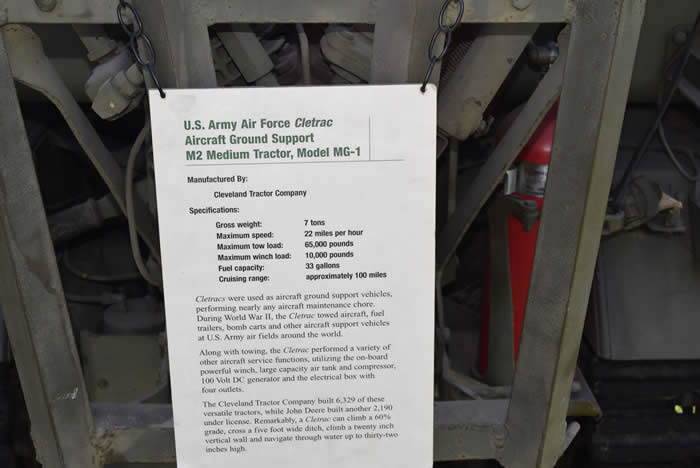 U.S. Army Air Force Cletrac
Aircraft Ground Support
M2 Medium Tractor, Model MG-1
Manufactured By:
Cleveland Tractor Company
Specifications:
Gross weight: 7 tons
Maximum speed: 22 miles per hour
Maximum tow load: 65,000 pounds
Maximum winch load: 10,000 pounds
Fuel capacity: 33 gallons
Cruising range: approximately 100 miles
Cletracs were used as aircraft ground support vehicles,
performing nearly any aircraft maintenance chore.
During World War II, the Cletrac towed aircraft, fuel
trailers, bomb carts and other aircraft support vehicles
at U.S. Army air fields around the world.
Along with towing, the Cletrac performed a variety of
other aircraft service functions, utilizing the on-board
powerful winch, large capacity air tank and compressor,
100 Volt DC generator and the electrical box with
four outlets.
The Cleveland Tractor Company built 6,329 of these
versatile tractors, while John Deere built another 2,190
under license. Remarkably, a Cletrac can climb a 60%
grade, cross a five foot wide ditch, climb a twenty inch
vertical wall and navigate through water up to thirty-two
inches high.